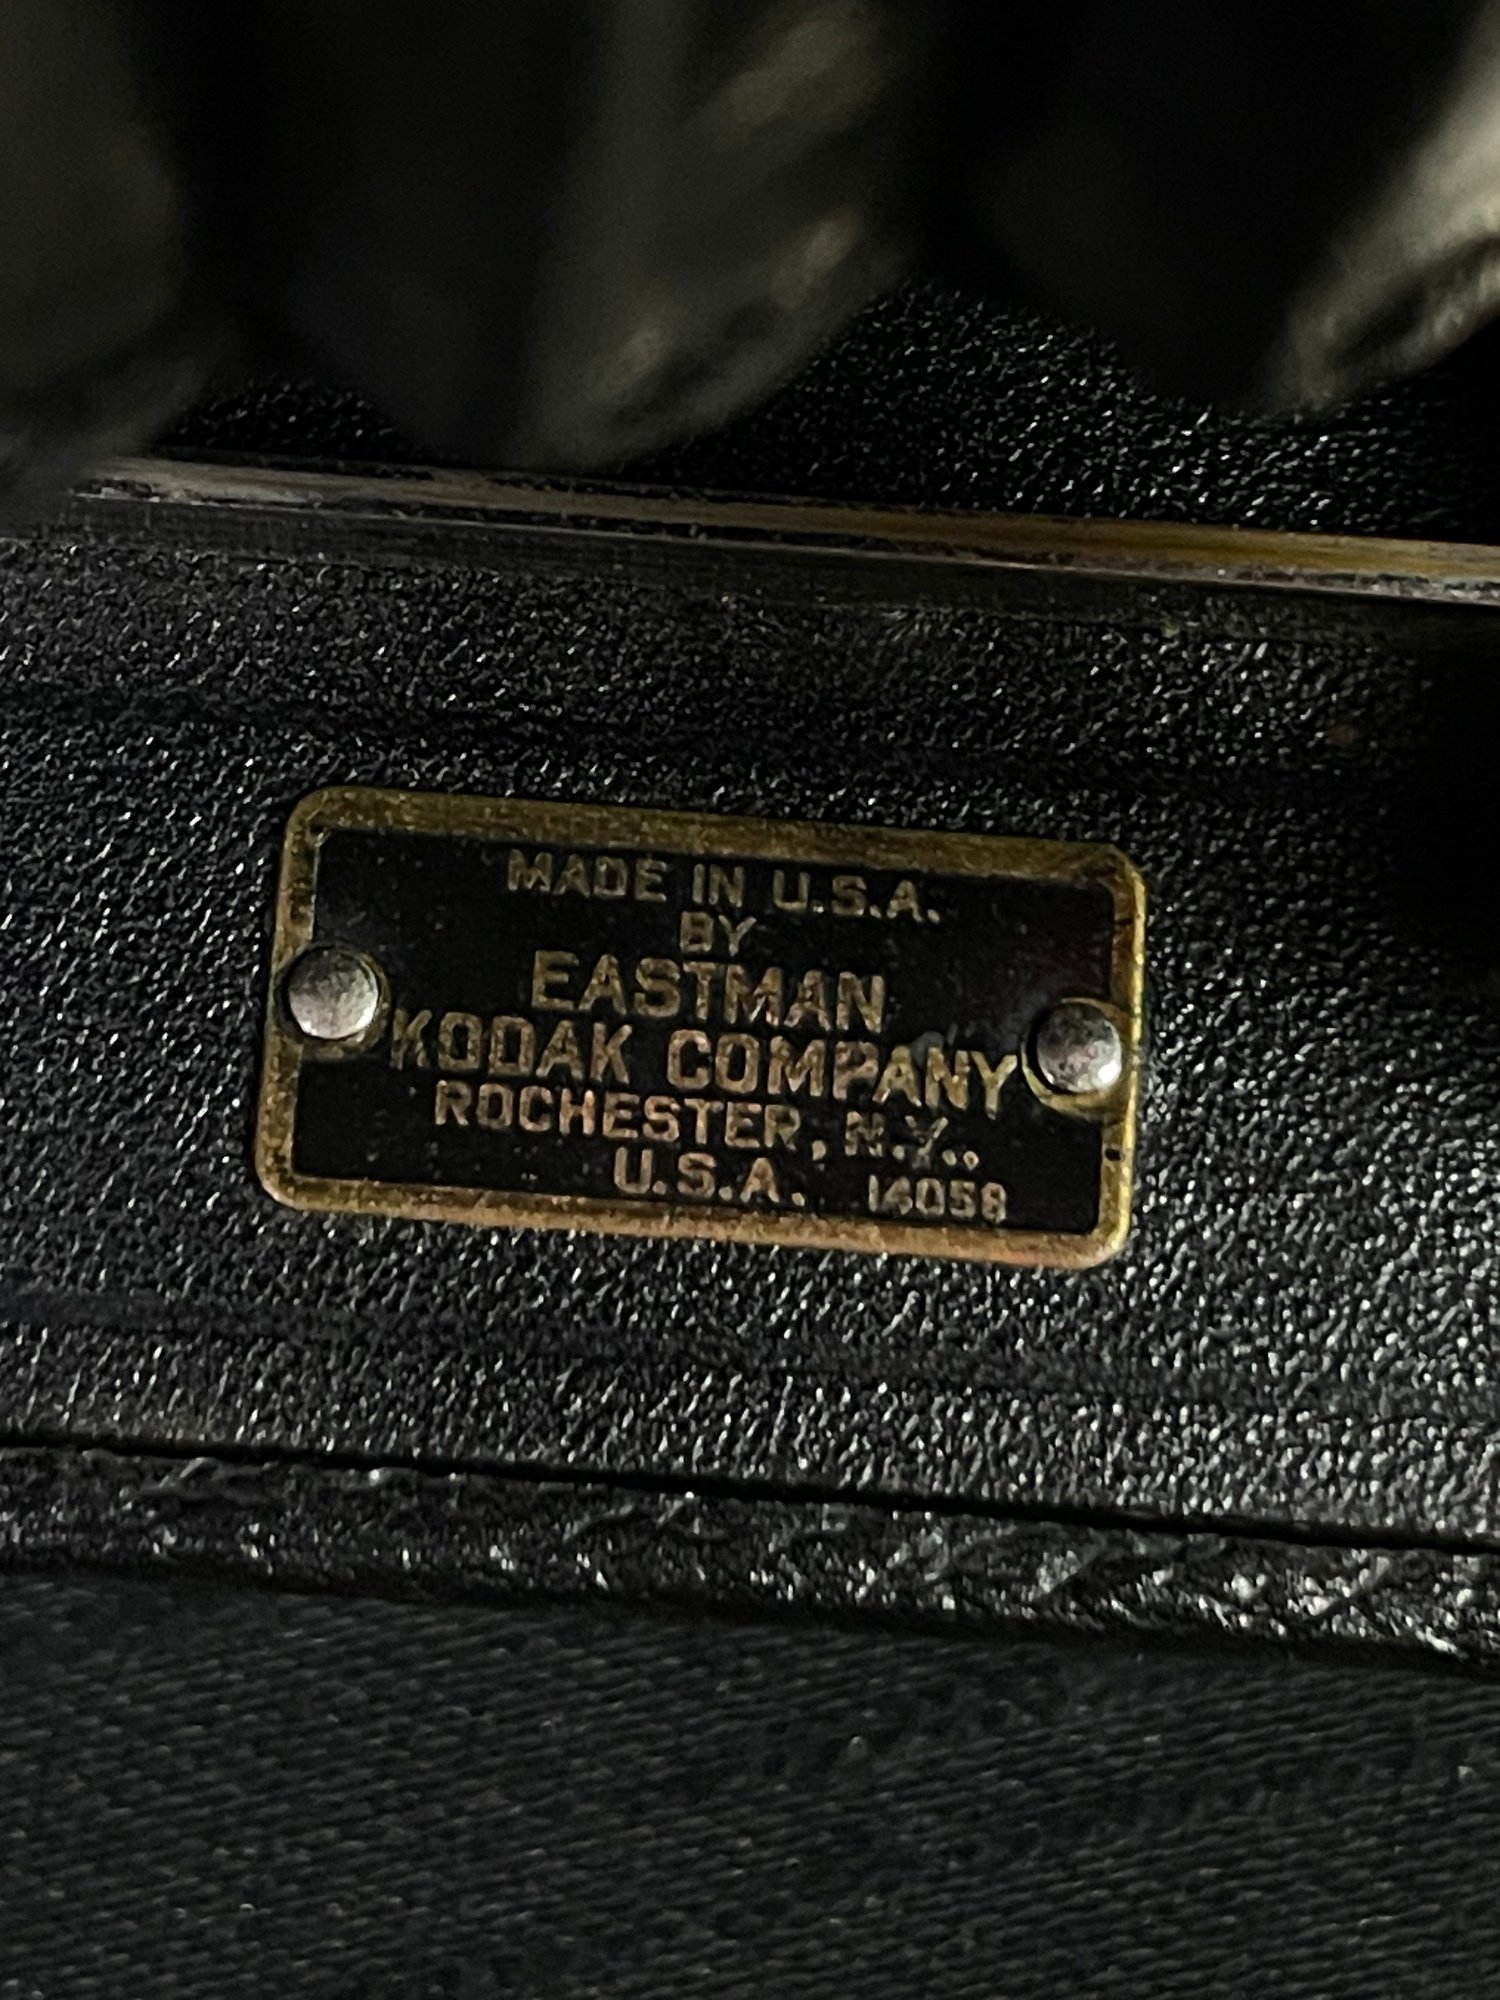 MADE IN U.S.A.
BY
EASTMAN
KODAK COMPANY
ROCHESTER, N.Y..
U.S.A. 14058